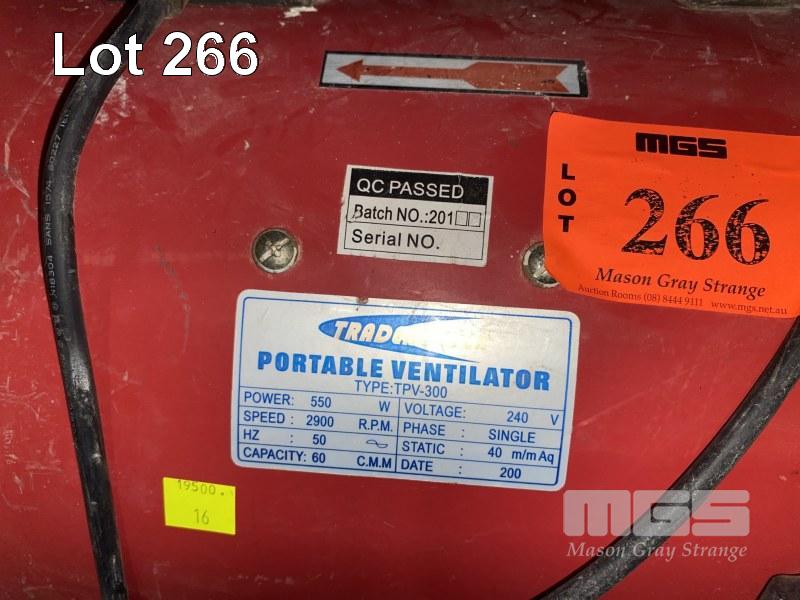 Lot 266
MGS
LOT
266
Mason Gray Strange
Auction Rooms (08) 8444 9111 www.mgs.net.au
QC PASSED
Batch NO.:201□□
Serial NO.
PORTABLE VENTILATOR
TYPE:TPV-300
POWER: 550 W
VOLTAGE: 240 V
SPEED : 2900 R.P.M.
PHASE : SINGLE
HZ : 50 ~
STATIC : 40 m/m Aq
CAPACITY: 60 C.M.M
DATE : 200
19500.
16
MGS
Mason Gray Strange